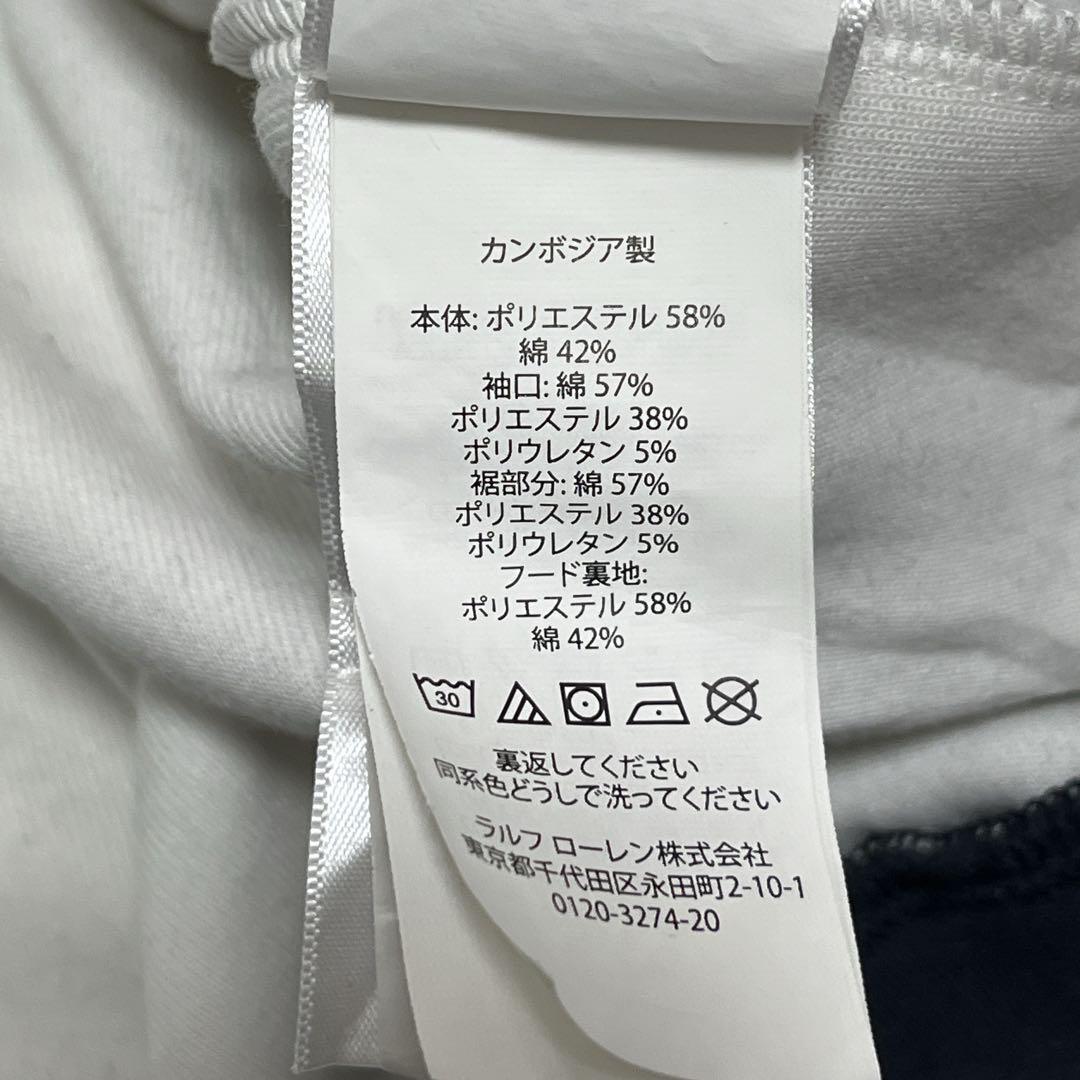 カンボジア製
本体: ポリエステル 58%
綿 42%
袖口: 綿 57%
ポリエステル 38%
ポリウレタン 5%
裾部分: 綿 57%
ポリエステル 38%
ポリウレタン 5%
フード裏地:
ポリエステル 58%
綿 42%
30
裏返してください
同系色どうしで洗ってください
ラルフ ローレン株式会社
東京都千代田区永田町2-10-1
0120-3274-20